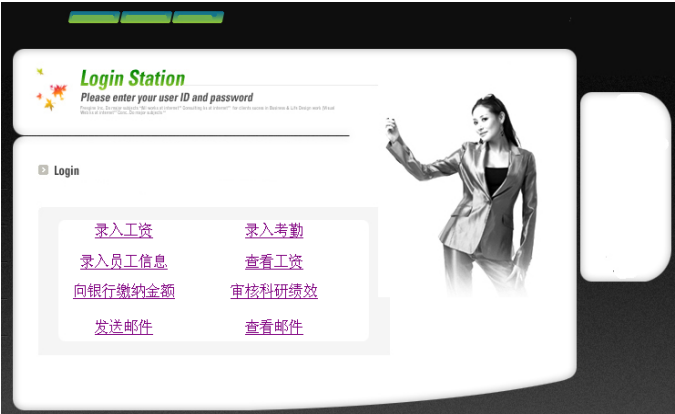 Login Station
Please enter your user ID and password
Login
录入工资 录入考勤
录入员工信息 查看工资
向银行缴纳金额 审核科研绩效
发送邮件 查看邮件